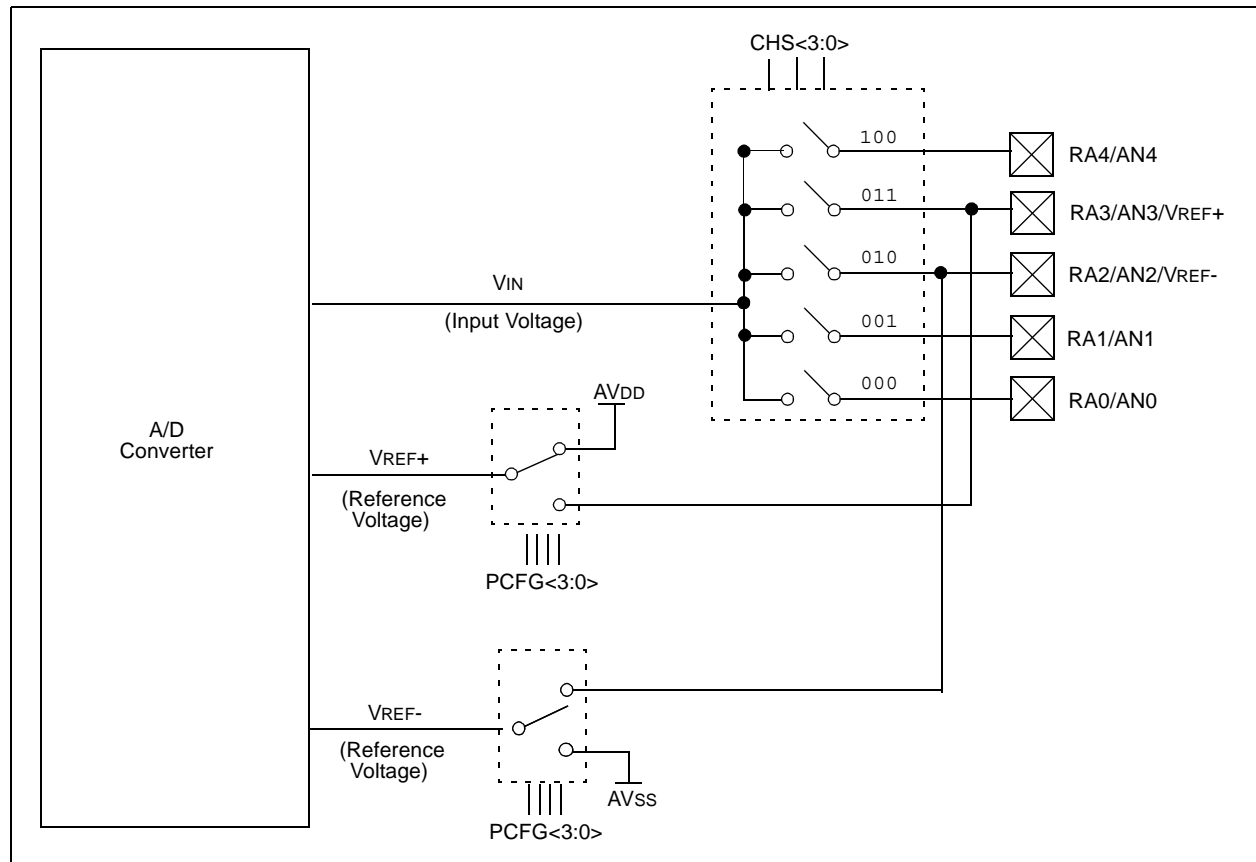 CHS<3:0>
100
RA4/AN4
011
RA3/AN3/VREF+
010
RA2/AN2/VREF-
VIN
(Input Voltage)
001
RA1/AN1
000
RA0/AN0
AVDD
A/D
Converter
VREF+
(Reference
Voltage)
PCFG<3:0>
VREF-
(Reference
Voltage)
AVSS
PCFG<3:0>